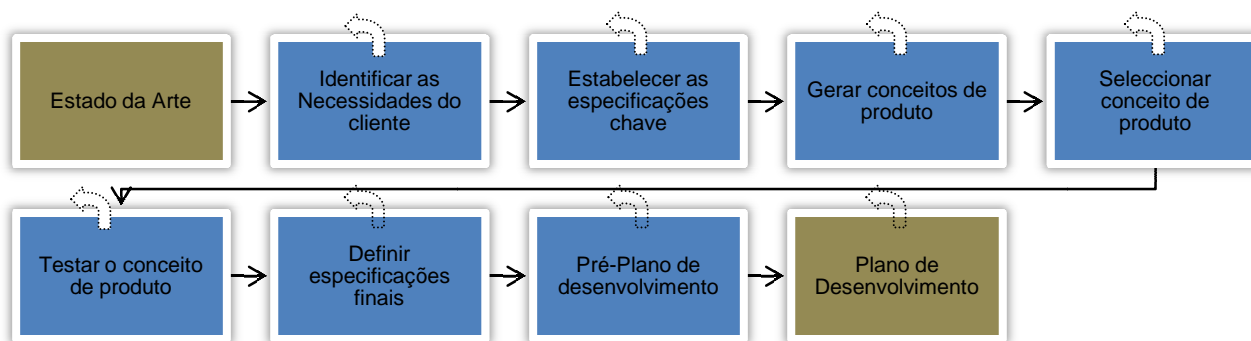 Estado da Arte
Identificar as
Necessidades do
cliente
Estabelecer as
especificações
chave
Gerar conceitos de
produto
Seleccionar
conceito de
produto
Testar o conceito
de produto
Definir
especificações
finais
Pré-Plano de
desenvolvimento
Plano de
Desenvolvimento